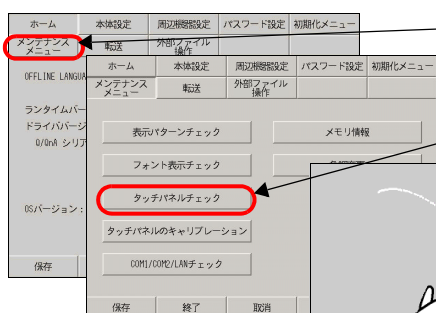 ホーム 本体設定 周辺機器設定 パスワード設定 初期化メニュー
メンテナンス
メニュー 転送 外部ファイル
操作
OFFLINE LANGUA
ランタイムバー
ドライババージ
Q/QnA シリア
OSバージョン:
保存
ホーム 本体設定 周辺機器設定 パスワード設定 初期化メニュー
メンテナンス
メニュー 転送 外部ファイル
操作
表示パターンチェック メモリ情報
フォント表示チェック
タッチパネルチェック
タッチパネルのキャリブレーション
COM1/COM2/LANチェック
保存 終了 取消